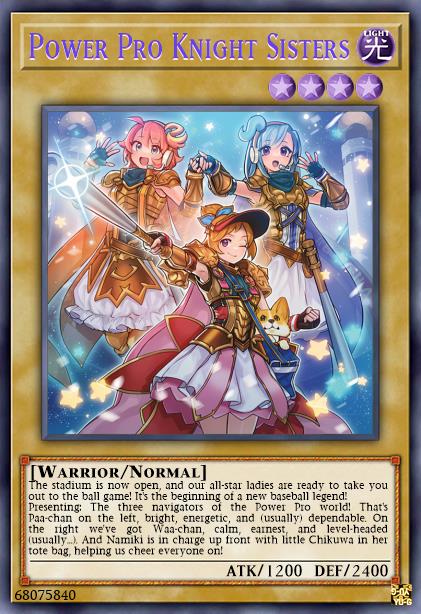 Power Pro Knight Sisters
LIGHT
光
[Warrior/Normal]
The stadium is now open, and our all-star ladies are ready to take you
out to the ball game! It's the beginning of a new baseball legend!
Presenting: The three navigators of the Power Pro world! That's
Paa-chan on the left, bright, energetic, and (usually) dependable. On
the right we've got Waa-chan, calm, earnest, and level-headed
(usually...). And Namiki is in charge up front with little Chikuwa in her
tote bag, helping us cheer everyone on!
ATK/1200 DEF/2400
68075840